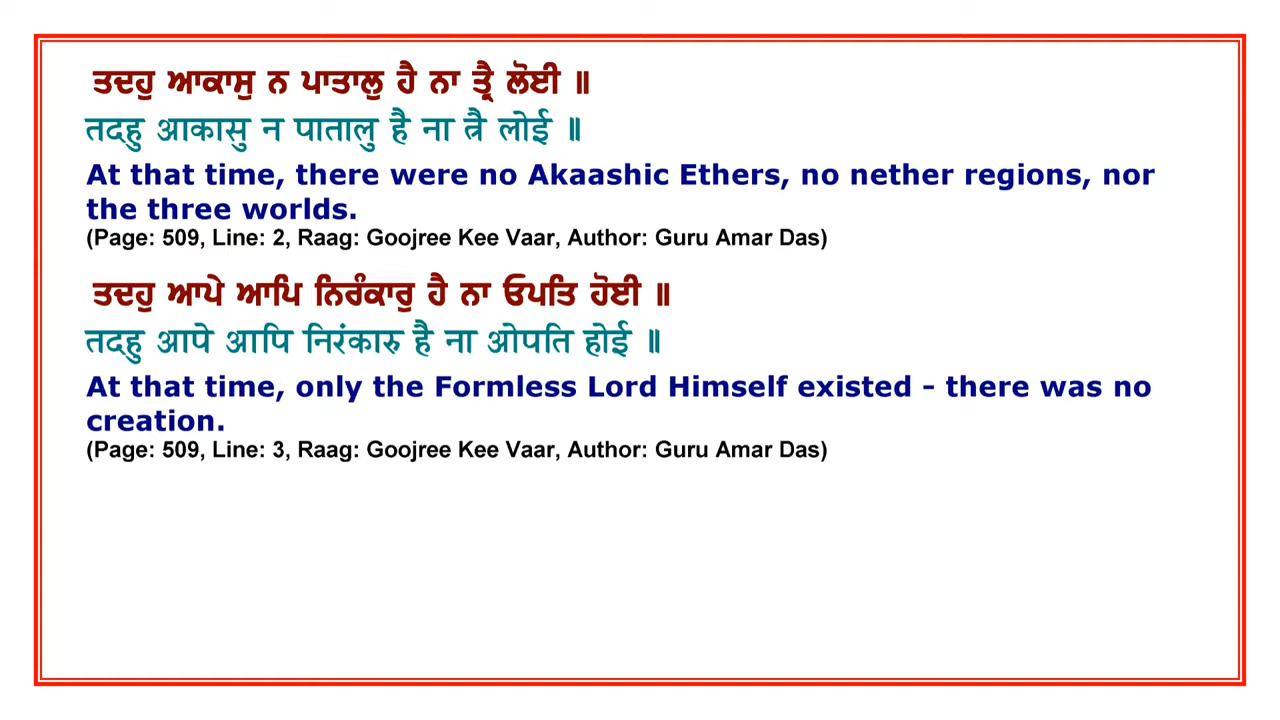 ਤਦਹੁ ਆਕਾਸੁ ਨ ਪਾਤਾਲੁ ਹੈ ਨਾ ਤ੍ਰੈ ਲੋਈ ॥
तदहु आकासु न पातालु है ना त्रै लोई ॥
At that time, there were no Akaashic Ethers, no nether regions, nor
the three worlds.
(Page: 509, Line: 2, Raag: Goojree Kee Vaar, Author: Guru Amar Das)
ਤਦਹੁ ਆਪੇ ਆਪਿ ਨਿਰੰਕਾਰੁ ਹੈ ਨਾ ਓਪਤਿ ਹੋਈ ॥
तदहु आपे आपि निरंकारु है ना ओपति होई ॥
At that time, only the Formless Lord Himself existed - there was no
creation.
(Page: 509, Line: 3, Raag: Goojree Kee Vaar, Author: Guru Amar Das)